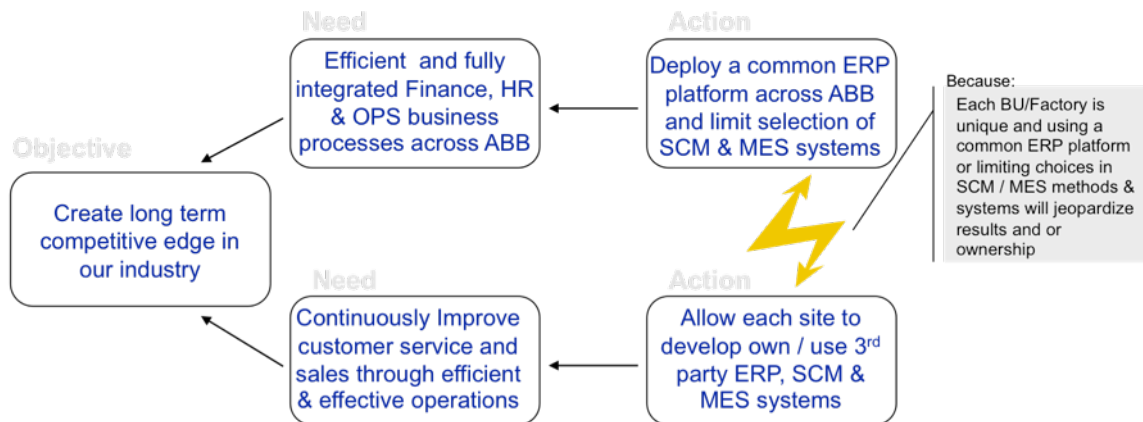 Need
Efficient and fully
integrated Finance, HR
& OPS business
processes across ABB
Action
Deploy a common ERP
platform across ABB
and limit selection of
SCM & MES systems
Because:
Each BU/Factory is
unique and using a
common ERP platform
or limiting choices in
SCM / MES methods &
systems will jeopardize
results and or
ownership
Objective
Create long term
competitive edge in
our industry
Need
Continuously Improve
customer service and
sales through efficient
& effective operations
Action
Allow each site to
develop own / use 3rd
party ERP, SCM &
MES systems